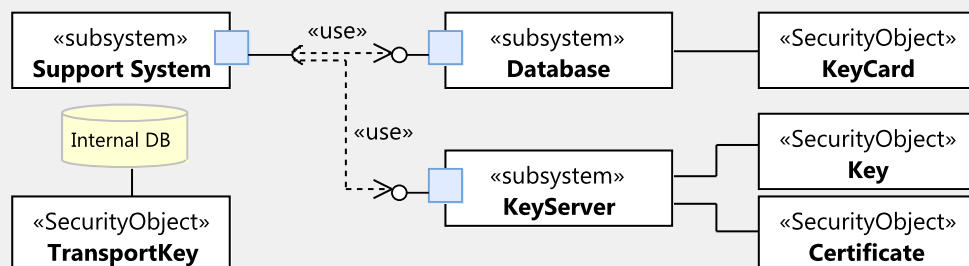 «subsystem»
Support System
«use»
«subsystem»
Database
«SecurityObject»
KeyCard
Internal DB
«use»
«SecurityObject»
Key
«subsystem»
KeyServer
«SecurityObject»
TransportKey
«SecurityObject»
Certificate